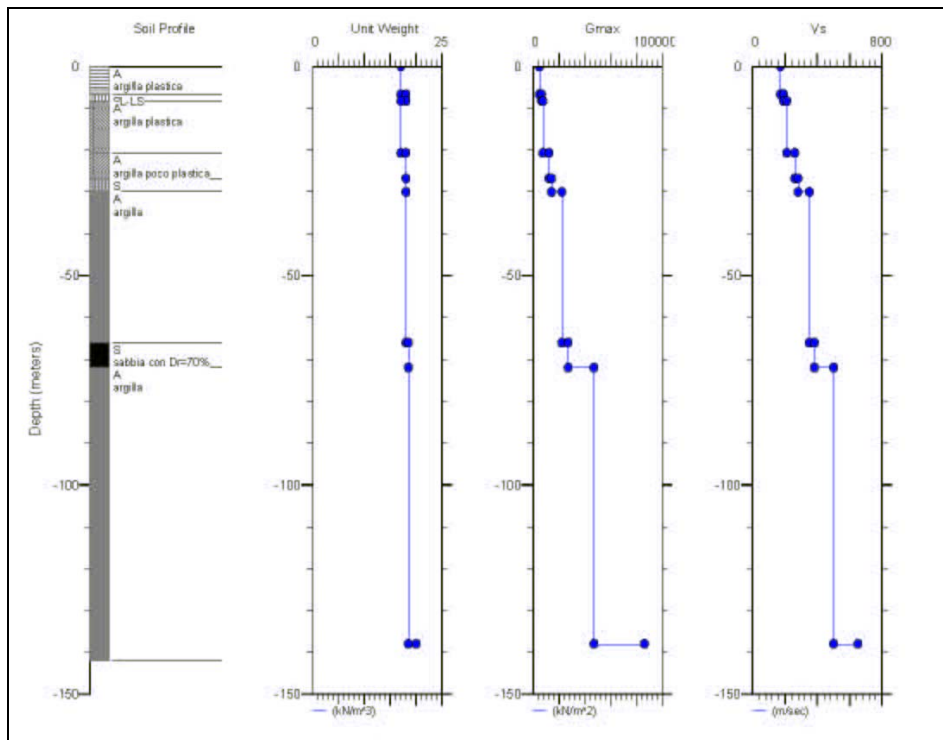 Soil Profile
Unit Weight
Gmax
Vs
0 25
0 100000
0 800
0 0 0 0
A
argilla plastica
SL-LS
A
argilla plastica
A
argilla poco plastica
S
A
argilla
-50 -50 -50 -50
S
sabbia con Dr=70%
A
argilla
Depth (meters)
-100 -100 -100 -100
-150 -150 -150 -150
(kN/m^3)
(kN/m^2)
(m/sec)